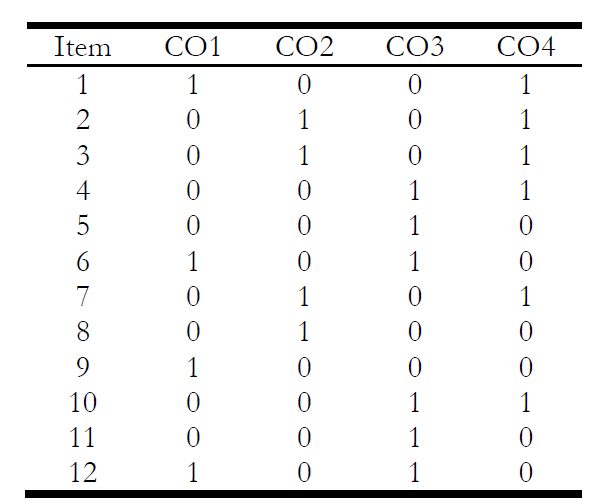 Item CO1 CO2 CO3 CO4
1 1 0 0 1
2 0 1 0 1
3 0 1 0 1
4 0 0 1 1
5 0 0 1 0
6 1 0 1 0
7 0 1 0 1
8 0 1 0 0
9 1 0 0 0
10 0 0 1 1
11 0 0 1 0
12 1 0 1 0